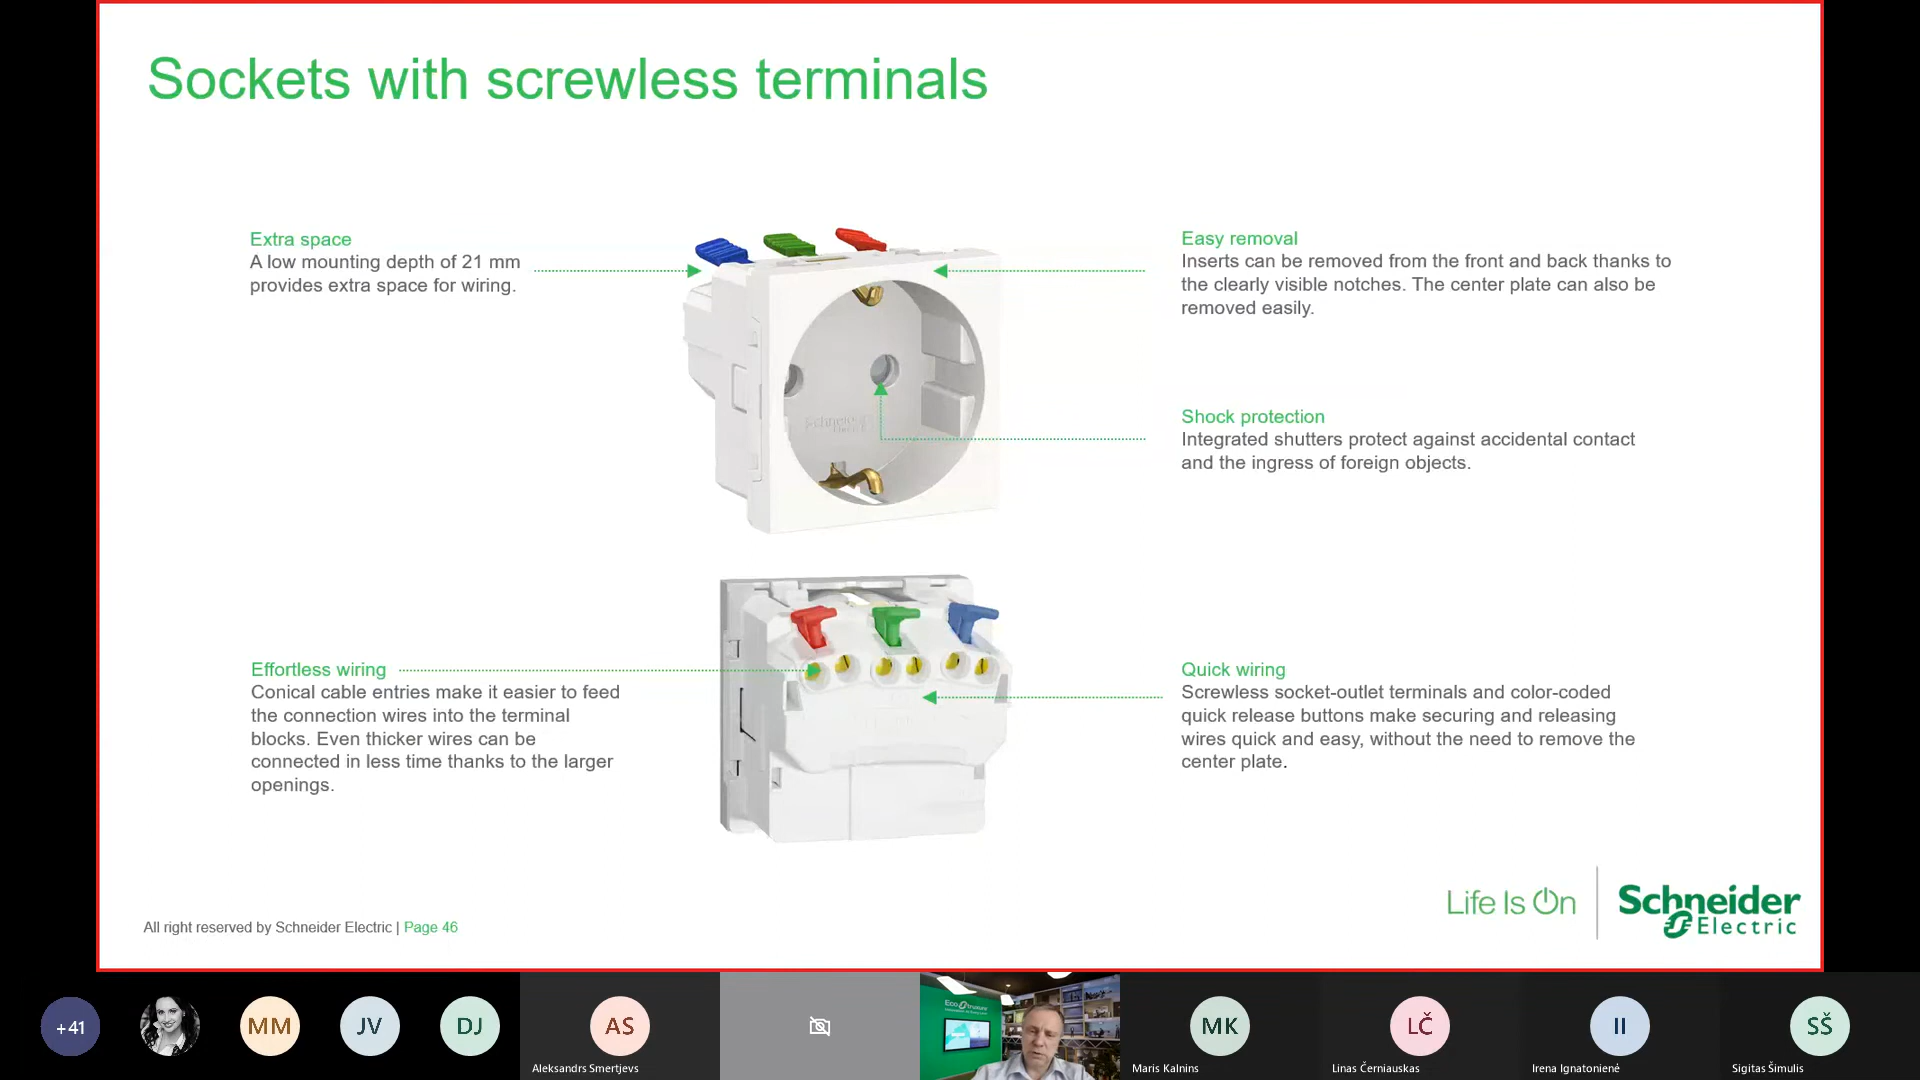 Sockets with screwless terminals
Extra space
A low mounting depth of 21 mm
provides extra space for wiring.
Easy removal
Inserts can be removed from the front and back thanks to
the clearly visible notches. The center plate can also be
removed easily.
Schneider
Electric
Shock protection
Integrated shutters protect against accidental contact
and the ingress of foreign objects.
Effortless wiring
Conical cable entries make it easier to feed
the connection wires into the terminal
blocks. Even thicker wires can be
connected in less time thanks to the larger
openings.
Quick wiring
Screwless socket-outlet terminals and color-coded
quick release buttons make securing and releasing
wires quick and easy, without the need to remove the
center plate.
All right reserved by Schneider Electric | Page 46
Life Is On
Schneider
Electric
+41
MM
JV
DJ
AS
Aleksandrs Smertjevs
MK
Maris Kalnins
LČ
Linas Černiauskas
II
Irena Ignatonienė
SŠ
Sigitas Šimulis